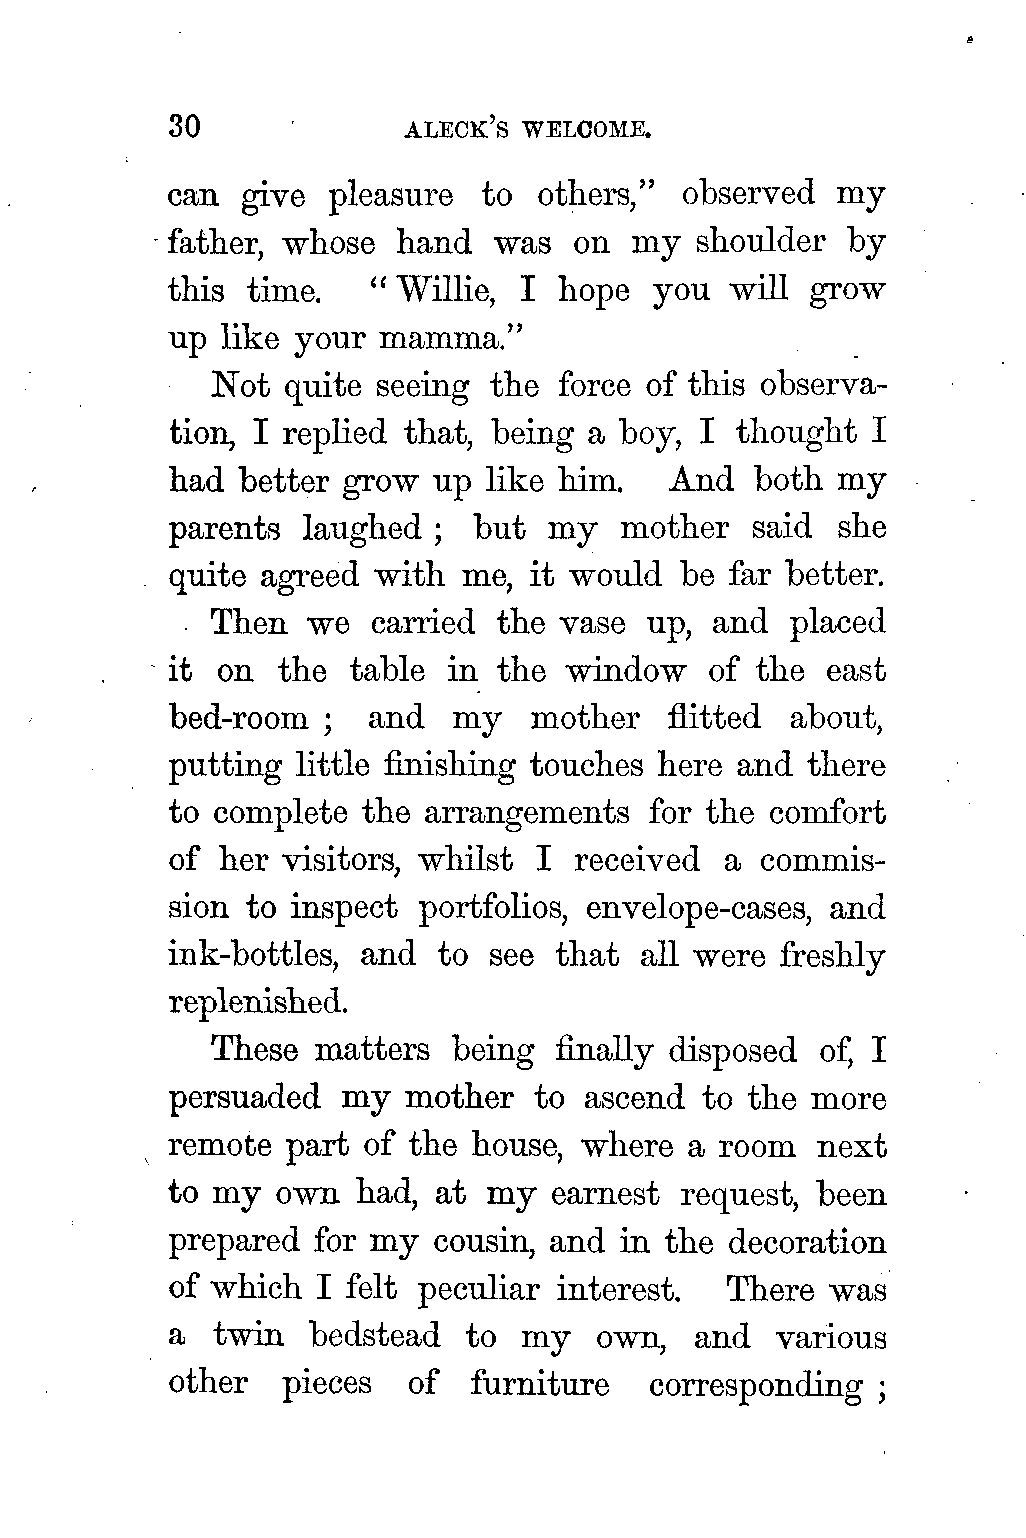 30 ALECK'S WELCOME.
can give pleasure to others," observed my
father, whose hand was on my shoulder by
this time. "Willie, I hope you will grow
up like your mamma."
Not quite seeing the force of this observa-
tion, I replied that, being a boy, I thought I
had better grow up like him. And both my
parents laughed ; but my mother said she
quite agreed with me, it would be far better.
Then we carried the vase up, and placed
it on the table in the window of the east
bed-room ; and my mother flitted about,
putting little finishing touches here and there
to complete the arrangements for the comfort
of her visitors, whilst I received a commis-
sion to inspect portfolios, envelope-cases, and
ink-bottles, and to see that all were freshly
replenished.
These matters being finally disposed of, I
persuaded my mother to ascend to the more
remote part of the house, where a room next
to my own had, at my earnest request, been
prepared for my cousin, and in the decoration
of which I felt peculiar interest. There was
a twin bedstead to my own, and various
other pieces of furniture corresponding ;